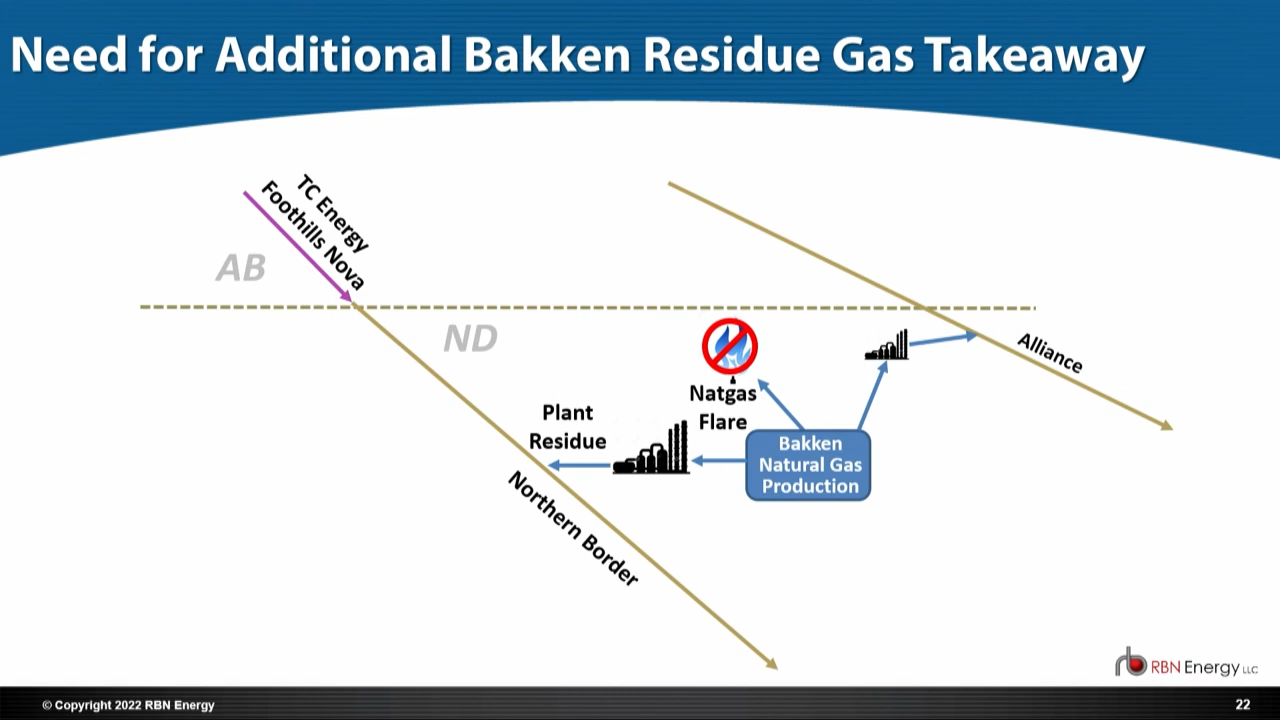 Need for Additional Bakken Residue Gas Takeaway
TC Energy
Foothills Nova
AB
ND
Alliance
Natgas
Flare
Plant
Residue
Bakken
Natural Gas
Production
Northern Border
RBN Energy LLC
© Copyright 2022 RBN Energy
22